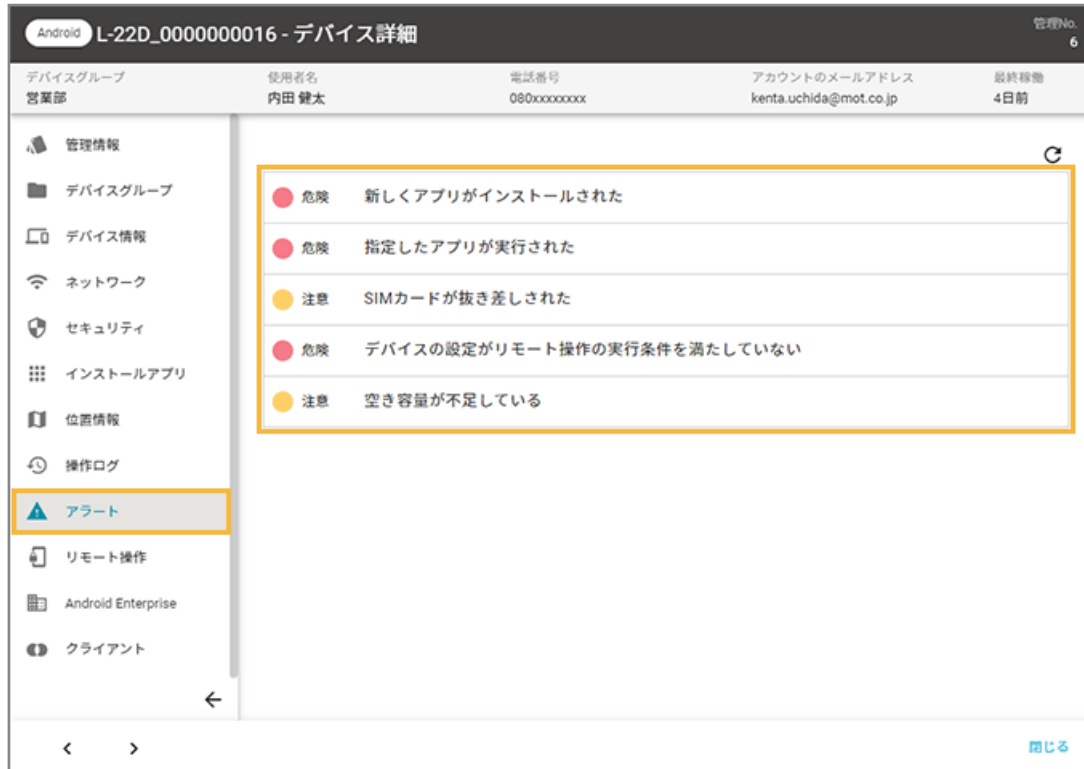 Android L-22D_0000000016 - デバイス詳細
管理No.
6
デバイスグループ 使用者名 電話番号 アカウントのメールアドレス 最終稼働
営業部 内田 健太 080xxxxxxxx kenta.uchida@mot.co.jp 4日前
管理情報
デバイスグループ
デバイス情報
ネットワーク
セキュリティ
インストールアプリ
位置情報
操作ログ
アラート
リモート操作
Android Enterprise
クライアント
危険 新しくアプリがインストールされた
危険 指定したアプリが実行された
注意 SIMカードが抜き差しされた
危険 デバイスの設定がリモート操作の実行条件を満たしていない
注意 空き容量が不足している
閉じる